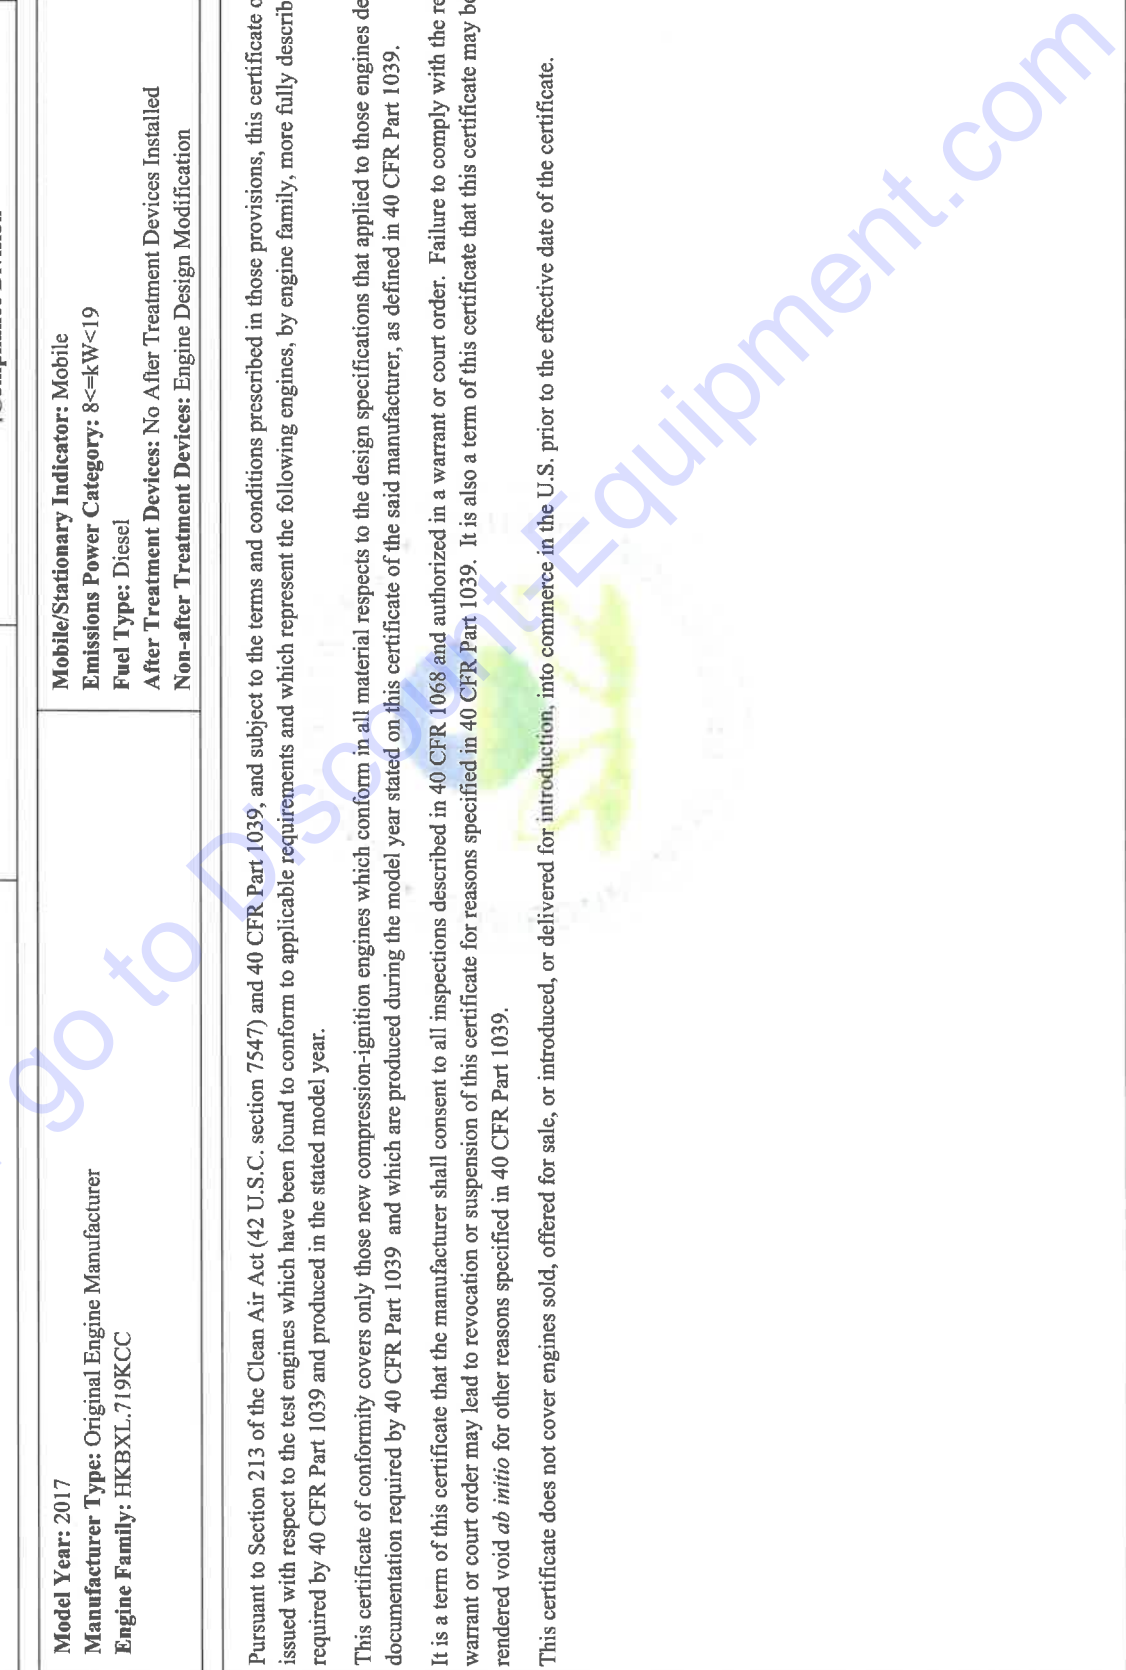 Model Year: 2017
Manufacturer Type: Original Engine Manufacturer
Engine Family: HKBXL.719KCC
Mobile/Stationary Indicator: Mobile
Emissions Power Category: 8<=kW<19
Fuel Type: Diesel
After Treatment Devices: No After Treatment Devices Installed
Non-after Treatment Devices: Engine Design Modification
Pursuant to Section 213 of the Clean Air Act (42 U.S.C. section 7547) and 40 CFR Part 1039, and subject to the terms and conditions prescribed in those provisions, this certificate
issued with respect to the test engines which have been found to conform to applicable requirements and which represent the following engines, by engine family, more fully describ
required by 40 CFR Part 1039 and produced in the stated model year.
This certificate of conformity covers only those new compression-ignition engines which conform in all material respects to the design specifications that applied to those engines de
documentation required by 40 CFR Part 1039 and which are produced during the model year stated on this certificate of the said manufacturer, as defined in 40 CFR Part 1039.
It is a term of this certificate that the manufacturer shall consent to all inspections described in 40 CFR 1068 and authorized in a warrant or court order. Failure to comply with the re
warrant or court order may lead to revocation or suspension of this certificate for reasons specified in 40 CFR Part 1039. It is also a term of this certificate that this certificate may be
rendered void ab initio for other reasons specified in 40 CFR Part 1039.
This certificate does not cover engines sold, offered for sale, or introduced, or delivered for introduction, into commerce in the U.S. prior to the effective date of the certificate.
go to Discount-Equipment.com